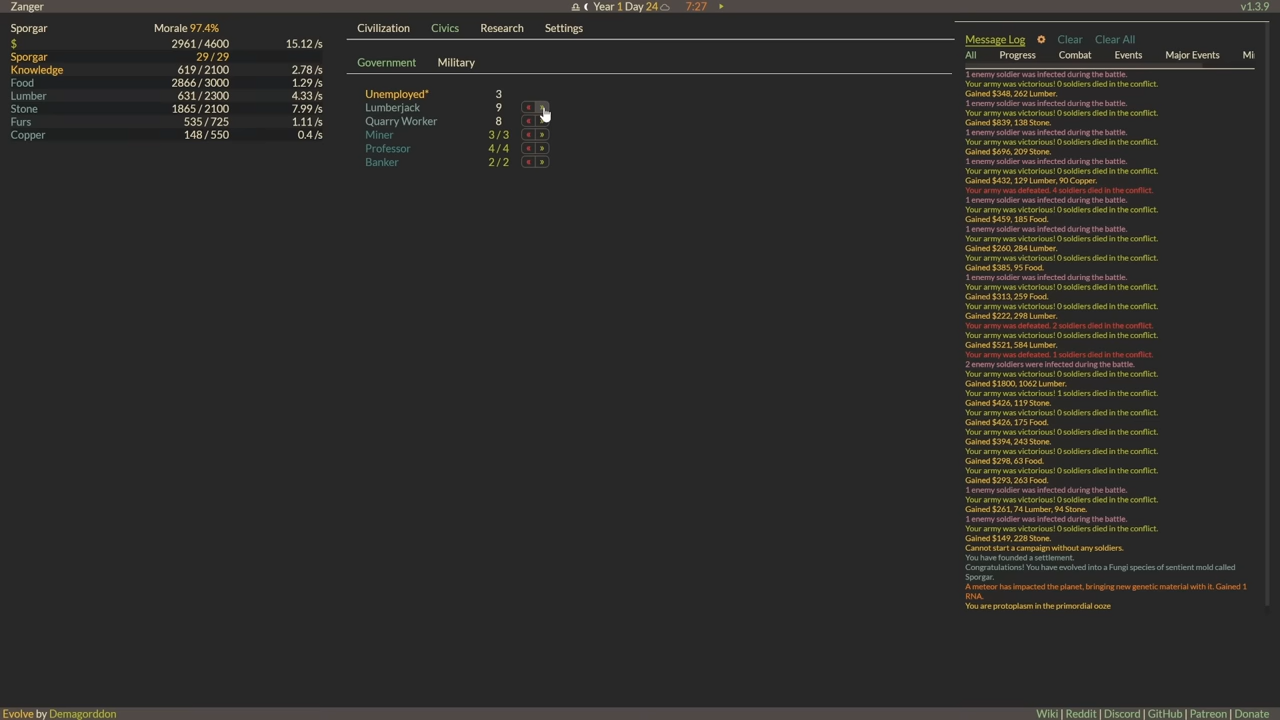 Zanger Year 1 Day 24 7:27 v1.3.9
Sporgar Morale 97.4%
$ 2961 / 4600 15.12 /s
Sporgar 29 / 29
Knowledge 619 / 2100 2.78 /s
Food 2866 / 3000 1.29 /s
Lumber 631 / 2300 4.33 /s
Stone 1865 / 2100 7.99 /s
Furs 535 / 725 1.11 /s
Copper 148 / 550 0.4 /s
Civilization Civics Research Settings
Government Military
Unemployed* 3
Lumberjack 9 « »
Quarry Worker 8 « »
Miner 3 / 3 « »
Professor 4 / 4 « »
Banker 2 / 2 « »
Message Log Clear Clear All
All Progress Combat Events Major Events Mi
1 enemy soldier was infected during the battle.
Your army was victorious! 0 soldiers died in the conflict.
Gained $348, 262 Lumber.
1 enemy soldier was infected during the battle.
Your army was victorious! 0 soldiers died in the conflict.
Gained $839, 138 Stone.
1 enemy soldier was infected during the battle.
Your army was victorious! 0 soldiers died in the conflict.
Gained $696, 209 Stone.
1 enemy soldier was infected during the battle.
Your army was victorious! 0 soldiers died in the conflict.
Gained $432, 129 Lumber, 90 Copper.
Your army was defeated. 4 soldiers died in the conflict.
1 enemy soldier was infected during the battle.
Your army was victorious! 0 soldiers died in the conflict.
Gained $459, 185 Food.
1 enemy soldier was infected during the battle.
Your army was victorious! 0 soldiers died in the conflict.
Gained $260, 284 Lumber.
Your army was victorious! 0 soldiers died in the conflict.
Gained $385, 95 Food.
1 enemy soldier was infected during the battle.
Your army was victorious! 0 soldiers died in the conflict.
Gained $313, 259 Food.
Your army was victorious! 0 soldiers died in the conflict.
Gained $222, 298 Lumber.
Your army was defeated. 2 soldiers died in the conflict.
Your army was victorious! 0 soldiers died in the conflict.
Gained $521, 584 Lumber.
Your army was defeated. 1 soldiers died in the conflict.
2 enemy soldiers were infected during the battle.
Your army was victorious! 0 soldiers died in the conflict.
Gained $1800, 1062 Lumber.
Your army was victorious! 1 soldiers died in the conflict.
Gained $426, 119 Stone.
Your army was victorious! 0 soldiers died in the conflict.
Gained $426, 175 Food.
Your army was victorious! 0 soldiers died in the conflict.
Gained $394, 243 Stone.
Your army was victorious! 0 soldiers died in the conflict.
Gained $298, 63 Food.
Your army was victorious! 0 soldiers died in the conflict.
Gained $293, 263 Food.
1 enemy soldier was infected during the battle.
Your army was victorious! 0 soldiers died in the conflict.
Gained $261, 74 Lumber, 94 Stone.
1 enemy soldier was infected during the battle.
Your army was victorious! 0 soldiers died in the conflict.
Gained $149, 228 Stone.
Cannot start a campaign without any soldiers.
You have founded a settlement.
Congratulations! You have evolved into a Fungi species of sentient mold called
Sporgar.
A meteor has impacted the planet, bringing new genetic material with it. Gained 1
RNA.
You are protoplasm in the primordial ooze
Evolve by Demagorddon Wiki | Reddit | Discord | GitHub | Patreon | Donate